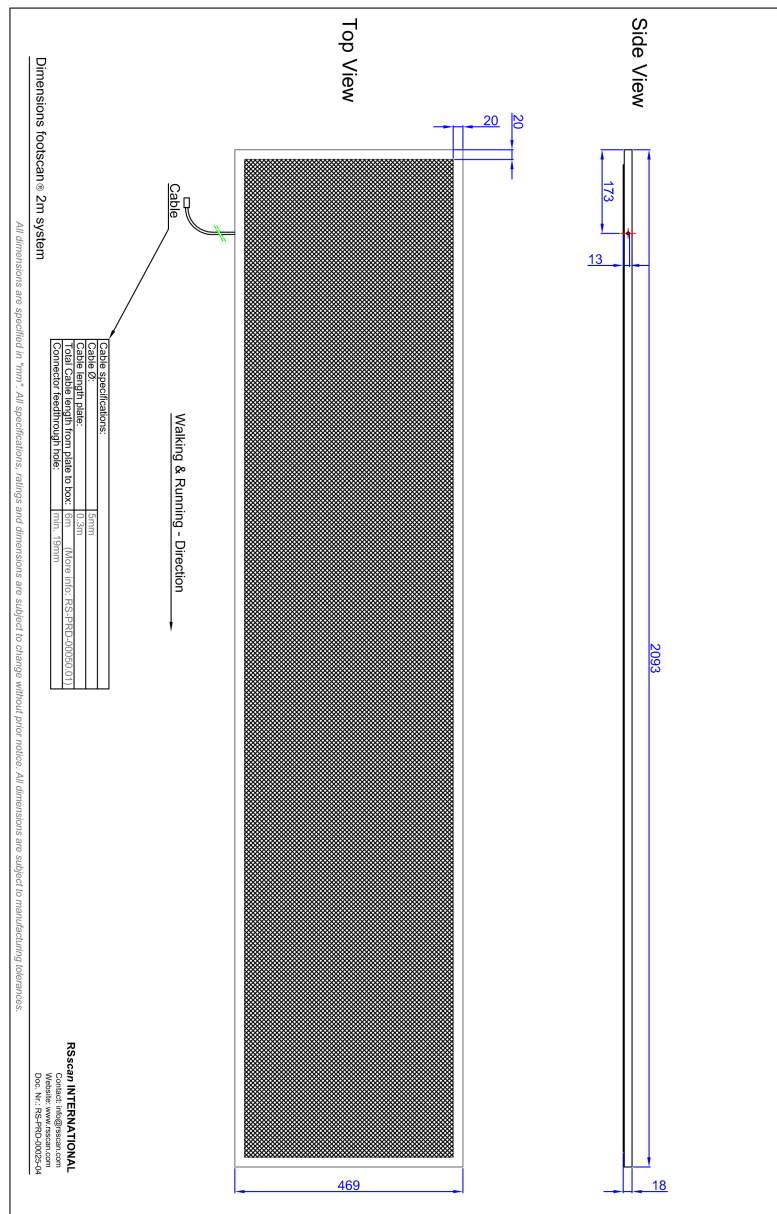 Side View
173
13
2093
18
Top View
20
20
469
Cable
Walking & Running - Direction
Cable specifications:
Cable Ø: 5mm
Cable length plate: 0.3m
Total Cable length from plate to box: 6m (More info: RS-PRD-00050.01)
Connector feedthrough hole: min. 19mm
Dimensions footscan® 2m system
RSscan INTERNATIONAL
Contact: info@rsscan.com
Website: www.rsscan.com
Doc. Nr.: RS-PRD-00025-04
All dimensions are specified in "mm". All specifications, ratings and dimensions are subject to change without prior notice. All dimensions are subject to manufacturing tolerances.